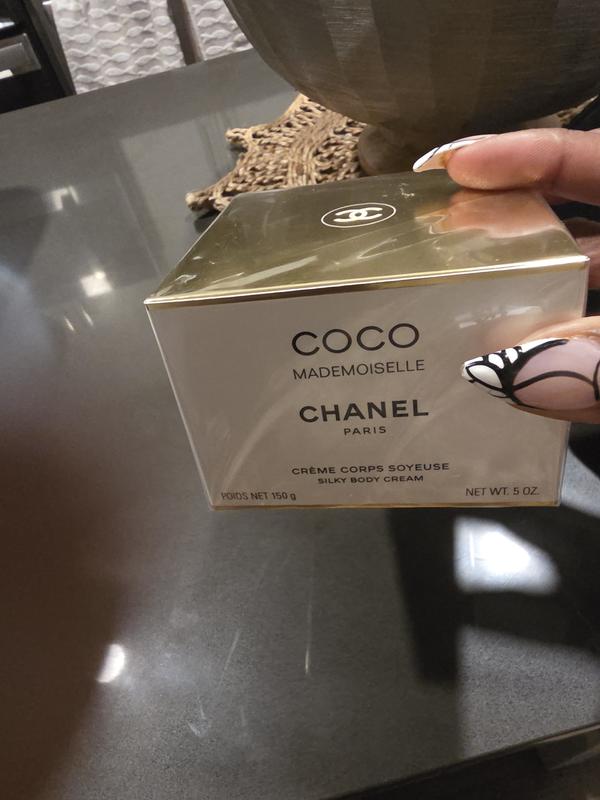 COCO
MADEMOISELLE
CHANEL
PARIS
CRÈME CORPS SOYEUSE
SILKY BODY CREAM
POIDS NET 150 g
NET WT. 5 OZ.